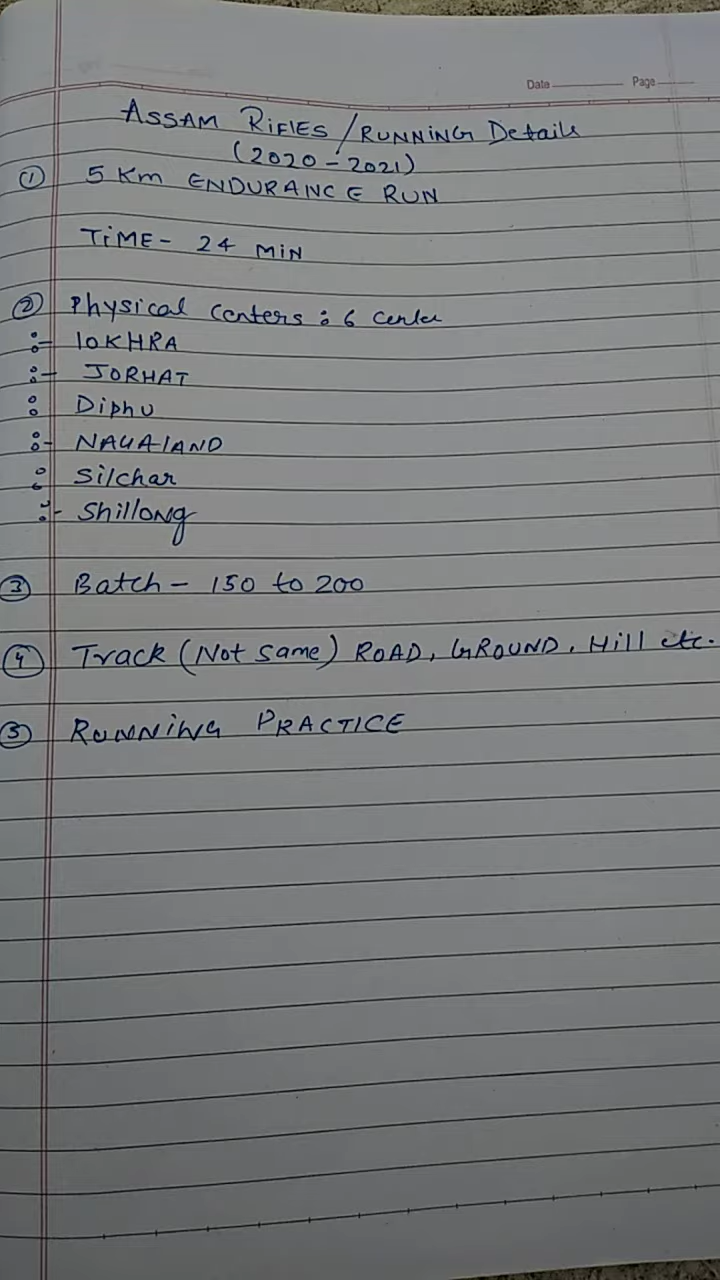 Date Page
ASSAM RIFlES / RUNNING Details
(2020-2021)
① 5 Km ENDURANCE RUN
TiME - 24 MiN
② Physical Centers : 6 Center
:- lOKHRA
:- JORHAT
: Diphu
:- NAGAlAND
: Silchar
:- Shillong
③ Batch - 150 to 200
④ Track (Not same) ROAD, GROUND, Hill etc.
⑤ RUNNiNG PRACTICE